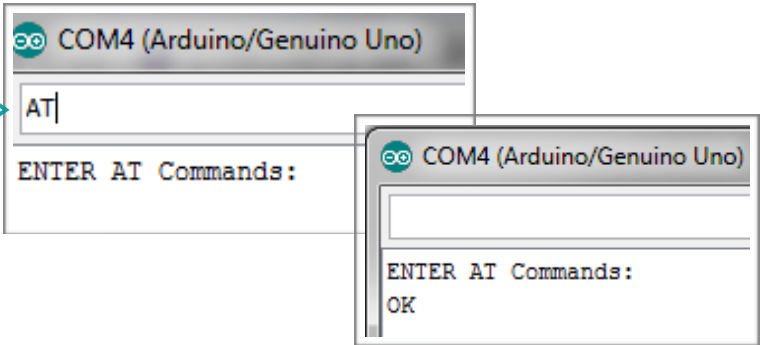 COM4 (Arduino/Genuino Uno)
AT
ENTER AT Commands:
COM4 (Arduino/Genuino Uno)
ENTER AT Commands:
OK